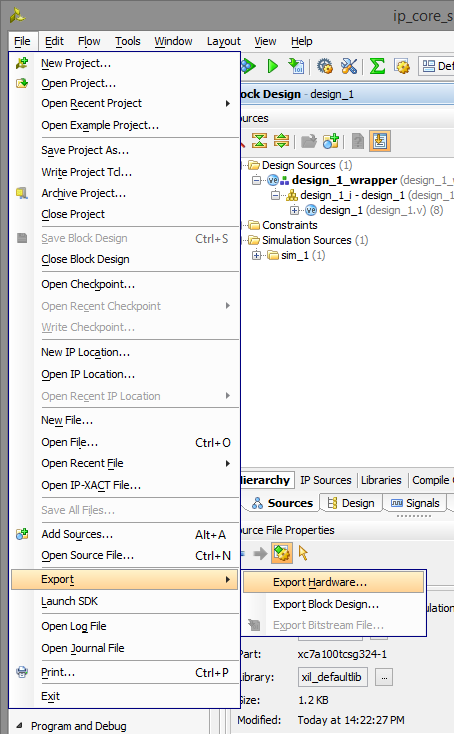 ip_core_s
File Edit Flow Tools Window Layout View Help
New Project...
Open Project...
Open Recent Project
Open Example Project...
Save Project As...
Write Project Tcl...
Archive Project...
Close Project
Save Block Design Ctrl+S
Close Block Design
Open Checkpoint...
Open Recent Checkpoint
Write Checkpoint...
New IP Location...
Open IP Location...
Open Recent IP Location
New File...
Open File... Ctrl+O
Open Recent File
Open IP-XACT File...
Save All Files...
Add Sources... Alt+A
Open Source File... Ctrl+N
Export
Launch SDK
Open Log File
Open Journal File
Print... Ctrl+P
Exit
Program and Debug
Export Hardware...
Export Block Design...
Export Bitstream File...
Def
lock Design - design_1
ources
Design Sources (1)
design_1_wrapper (design_1_
design_1_i - design_1 (design_1
design_1 (design_1.v) (8)
Constraints
Simulation Sources (1)
sim_1 (1)
Hierarchy IP Sources Libraries Compile
Sources Design Signals
ource File Properties
ulation
Part: xc7a100tcsg324-1
Library: xil_defaultlib ...
Size: 1.2 KB
Modified: Today at 14:22:27 PM